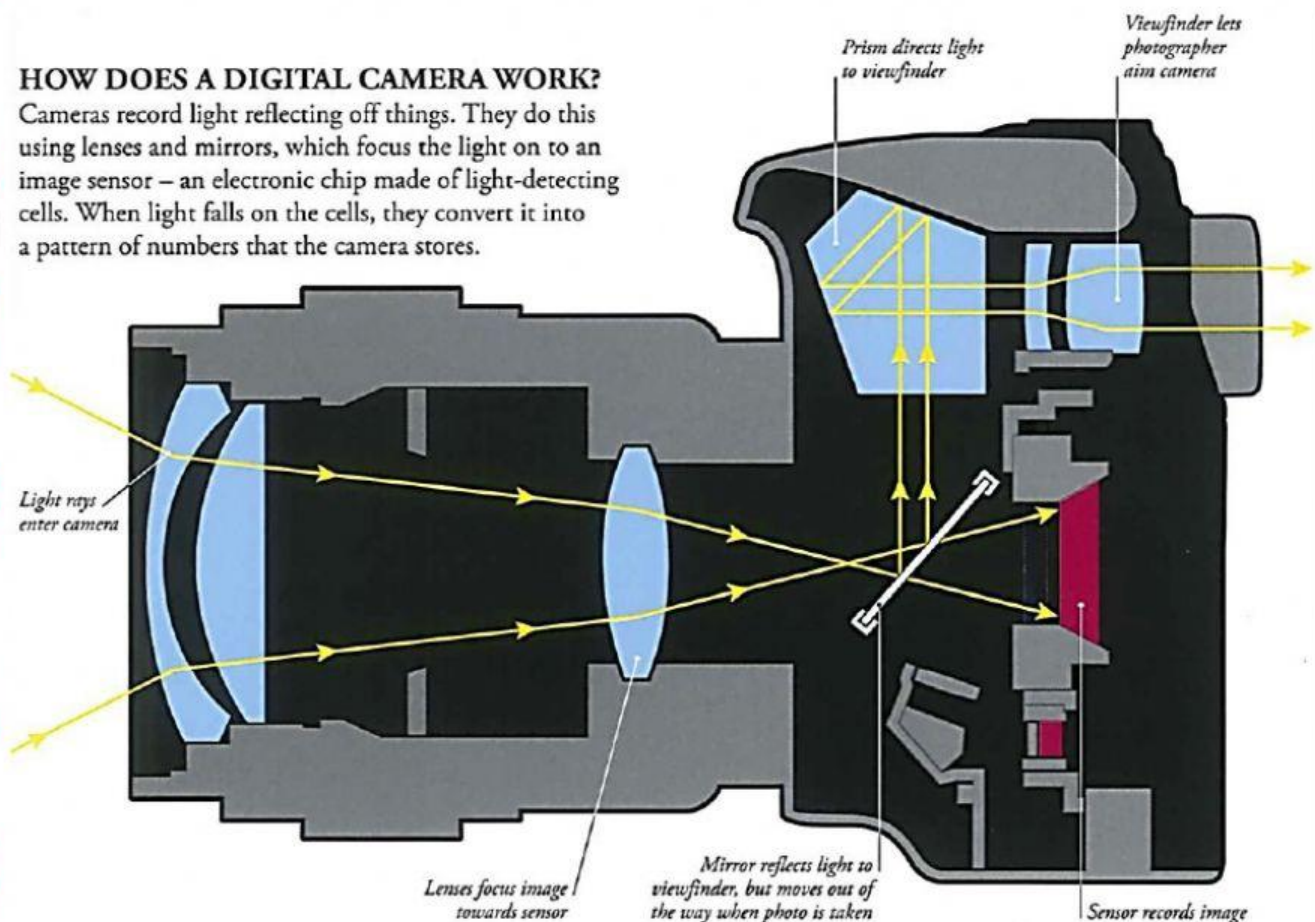 HOW DOES A DIGITAL CAMERA WORK?
Cameras record light reflecting off things. They do this
using lenses and mirrors, which focus the light on to an
image sensor – an electronic chip made of light-detecting
cells. When light falls on the cells, they convert it into
a pattern of numbers that the camera stores.
Prism directs light
to viewfinder
Viewfinder lets
photographer
aim camera
Light rays
enter camera
Lenses focus image
towards sensor
Mirror reflects light to
viewfinder, but moves out of
the way when photo is taken
Sensor records image